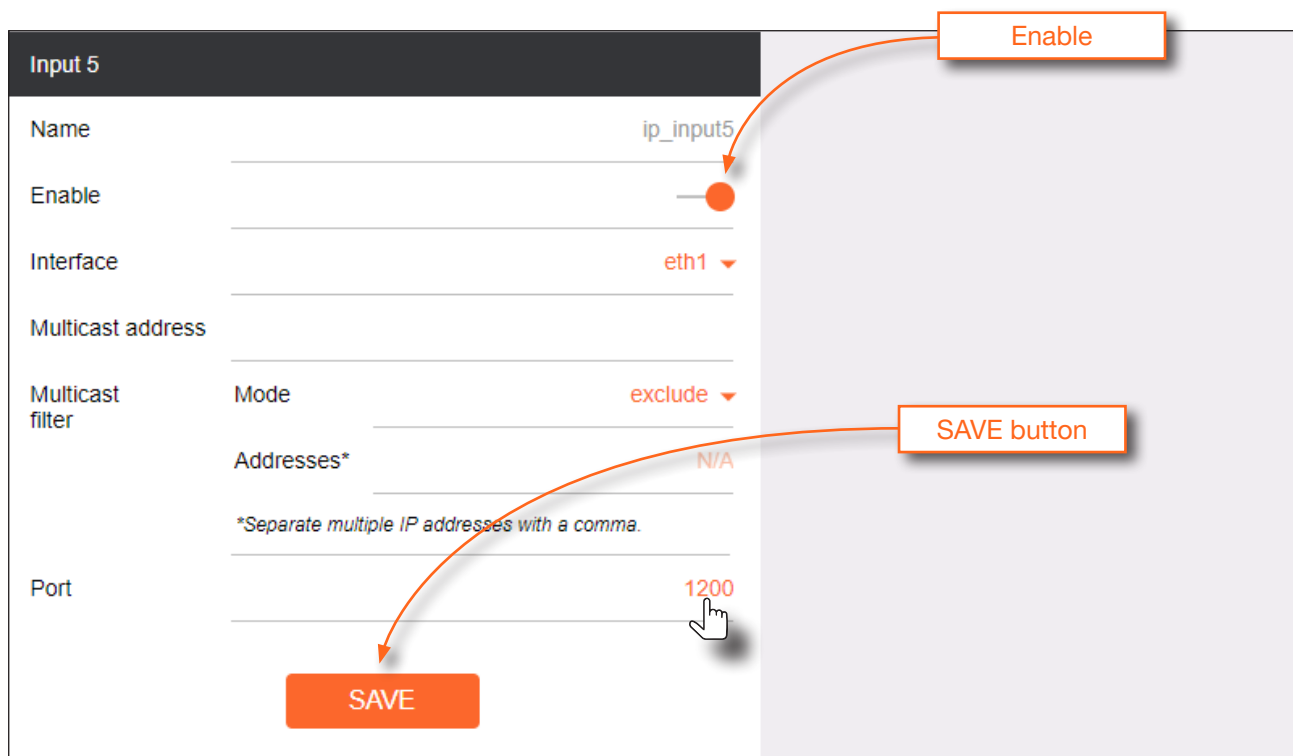 Enable
Input 5
Name ip_input5
Enable
Interface eth1
Multicast address
Multicast filter Mode exclude
SAVE button
Addresses* N/A
*Separate multiple IP addresses with a comma.
Port 1200
SAVE